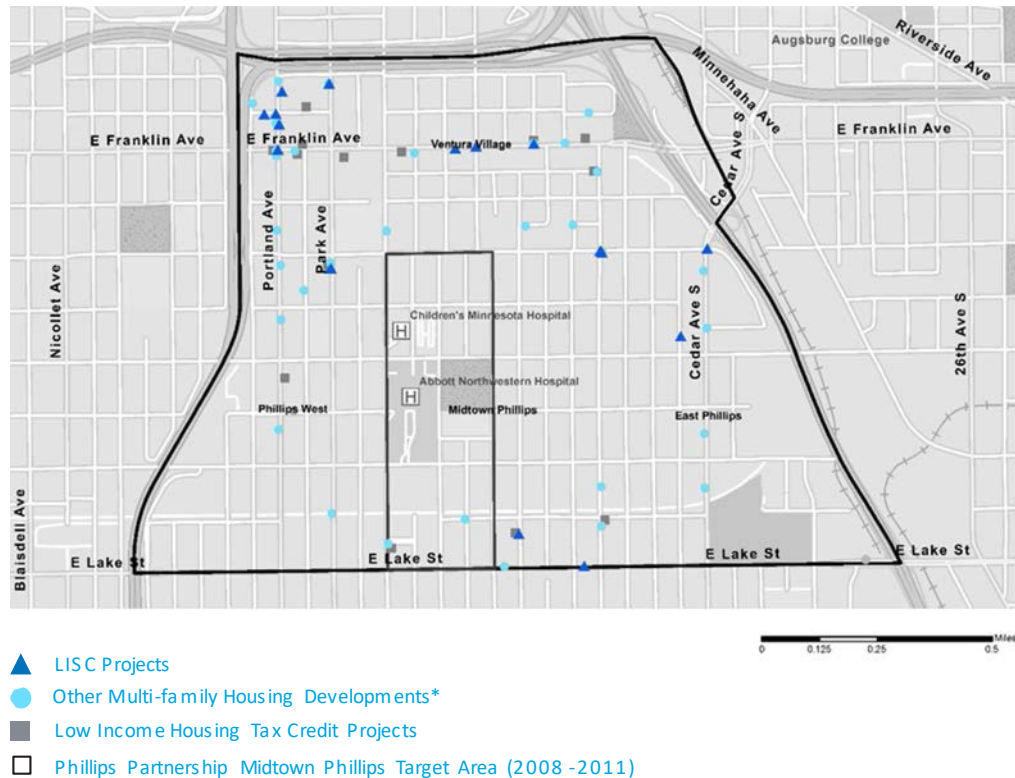 Augsburg College
Riverside Ave
Minnehaha Ave
E Franklin Ave
E Franklin Ave
E Franklin Ave
Ventura Village
Cedar Ave S
Portland Ave
Park Ave
Nicollet Ave
Children's Minnesota Hospital
H
Cedar Ave S
26th Ave S
Abbott Northwestern Hospital
H
Phillips West
Midtown Phillips
East Phillips
Blaisdell Ave
E Lake St
E Lake St
E Lake St
E Lake St
Miles
0 0.125 0.25 0.5
LISC Projects
Other Multi-family Housing Developments*
Low Income Housing Tax Credit Projects
Phillips Partnership Midtown Phillips Target Area (2008 -2011)